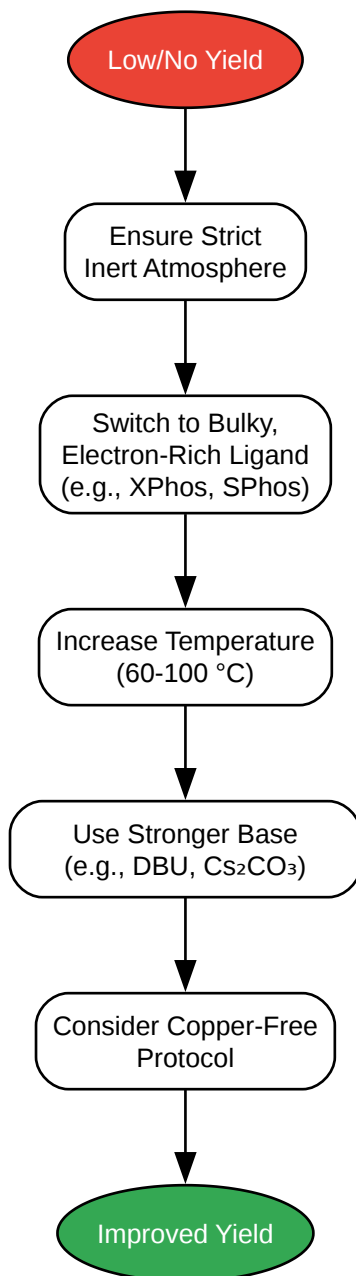 Low/No Yield
Ensure Strict
Inert Atmosphere
Switch to Bulky,
Electron-Rich Ligand
(e.g., XPhos, SPhos)
Increase Temperature
(60-100 °C)
Use Stronger Base
(e.g., DBU, Cs₂CO₃)
Consider Copper-Free
Protocol
Improved Yield